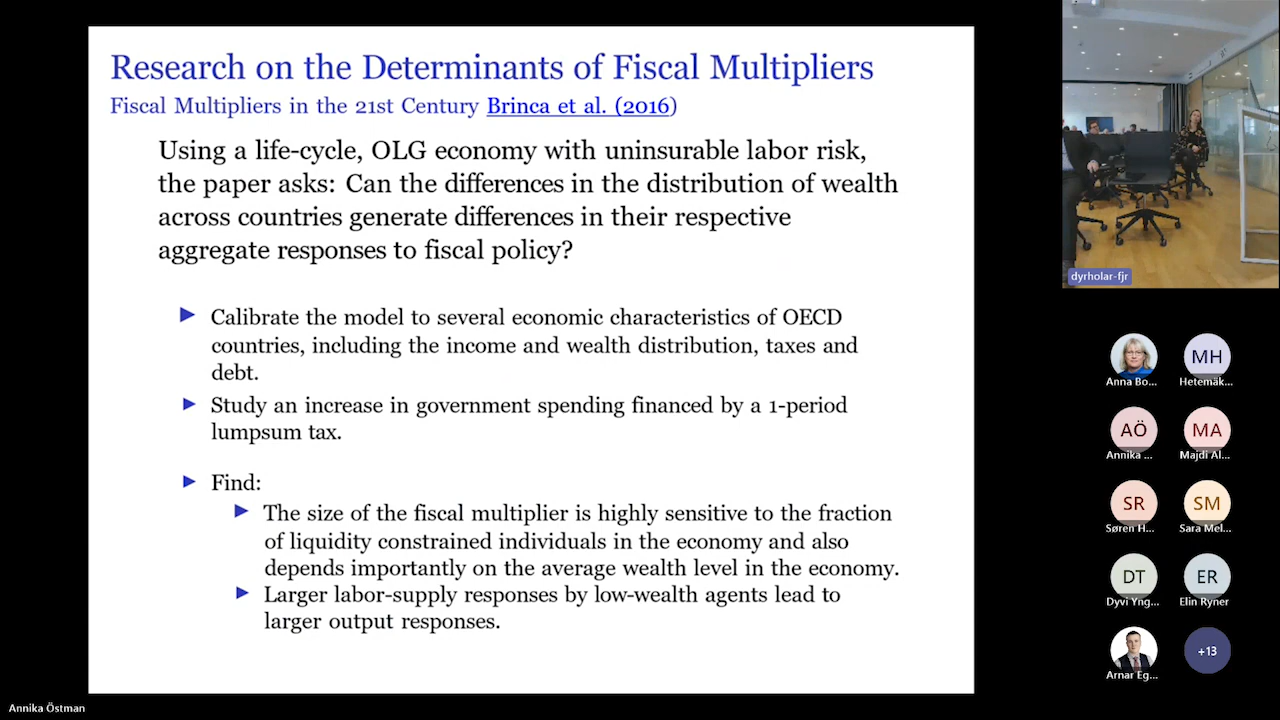 Research on the Determinants of Fiscal Multipliers
Fiscal Multipliers in the 21st Century Brinca et al. (2016)
Using a life-cycle, OLG economy with uninsurable labor risk,
the paper asks: Can the differences in the distribution of wealth
across countries generate differences in their respective
aggregate responses to fiscal policy?
Calibrate the model to several economic characteristics of OECD
countries, including the income and wealth distribution, taxes and
debt.
Study an increase in government spending financed by a 1-period
lumpsum tax.
Find:
The size of the fiscal multiplier is highly sensitive to the fraction
of liquidity constrained individuals in the economy and also
depends importantly on the average wealth level in the economy.
Larger labor-supply responses by low-wealth agents lead to
larger output responses.
dyrholar-fjr
MH
Anna Bo... Hetemäk...
AÖ MA
Annika ... Majdi Al...
SR SM
Søren H... Sara Mel...
DT ER
Dyvi Yng... Elin Ryner
+13
Arnar Eg...
Annika Östman